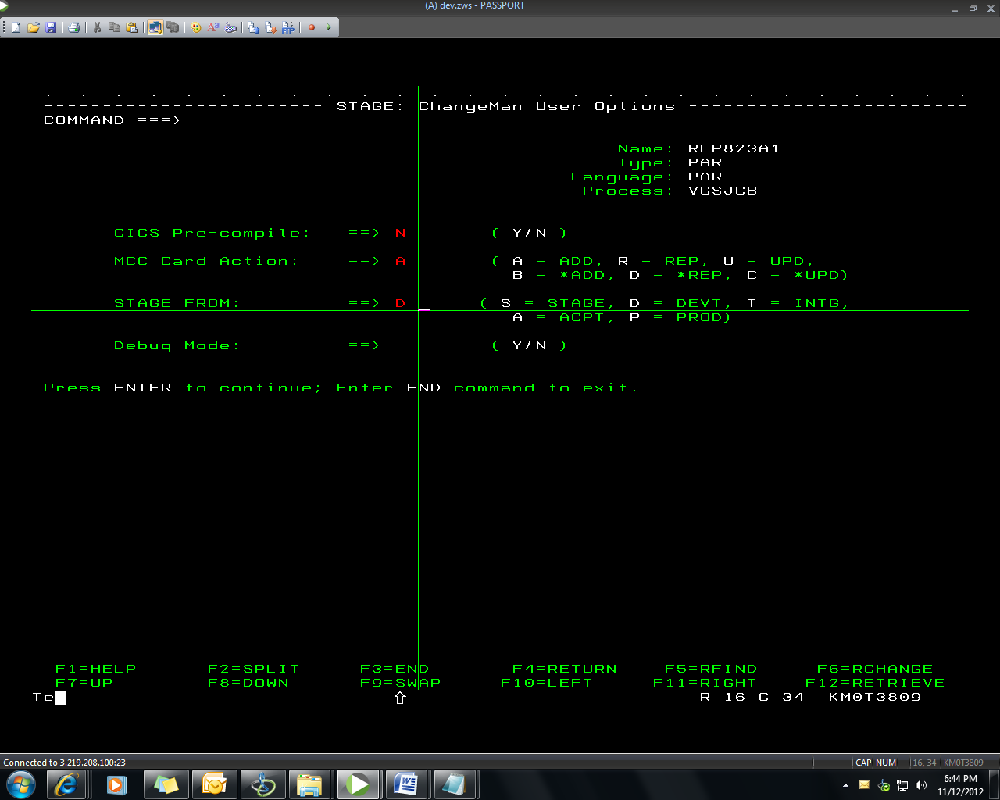 (A) dev.zws - PASSPORT
. . . . . . . . . . . . . . . . . . . . . . . . . . .
------------------------ STAGE: ChangeMan User Options ------------------------
COMMAND ===>
Name: REP823A1
Type: PAR
Language: PAR
Process: VGSJCB
CICS Pre-compile: ==> N ( Y/N )
MCC Card Action: ==> A ( A = ADD, R = REP, U = UPD,
B = *ADD, D = *REP, C = *UPD)
STAGE FROM: ==> D ( S = STAGE, D = DEVT, T = INTG,
A = ACPT, P = PROD)
Debug Mode: ==> ( Y/N )
Press ENTER to continue; Enter END command to exit.
F1=HELP F2=SPLIT F3=END F4=RETURN F5=RFIND F6=RCHANGE
F7=UP F8=DOWN F9=SWAP F10=LEFT F11=RIGHT F12=RETRIEVE
Te R 16 C 34 KM0T3809
Connected to 3.219.208.100:23 CAP NUM 16, 34 KM0T3809
6:44 PM
11/12/2012